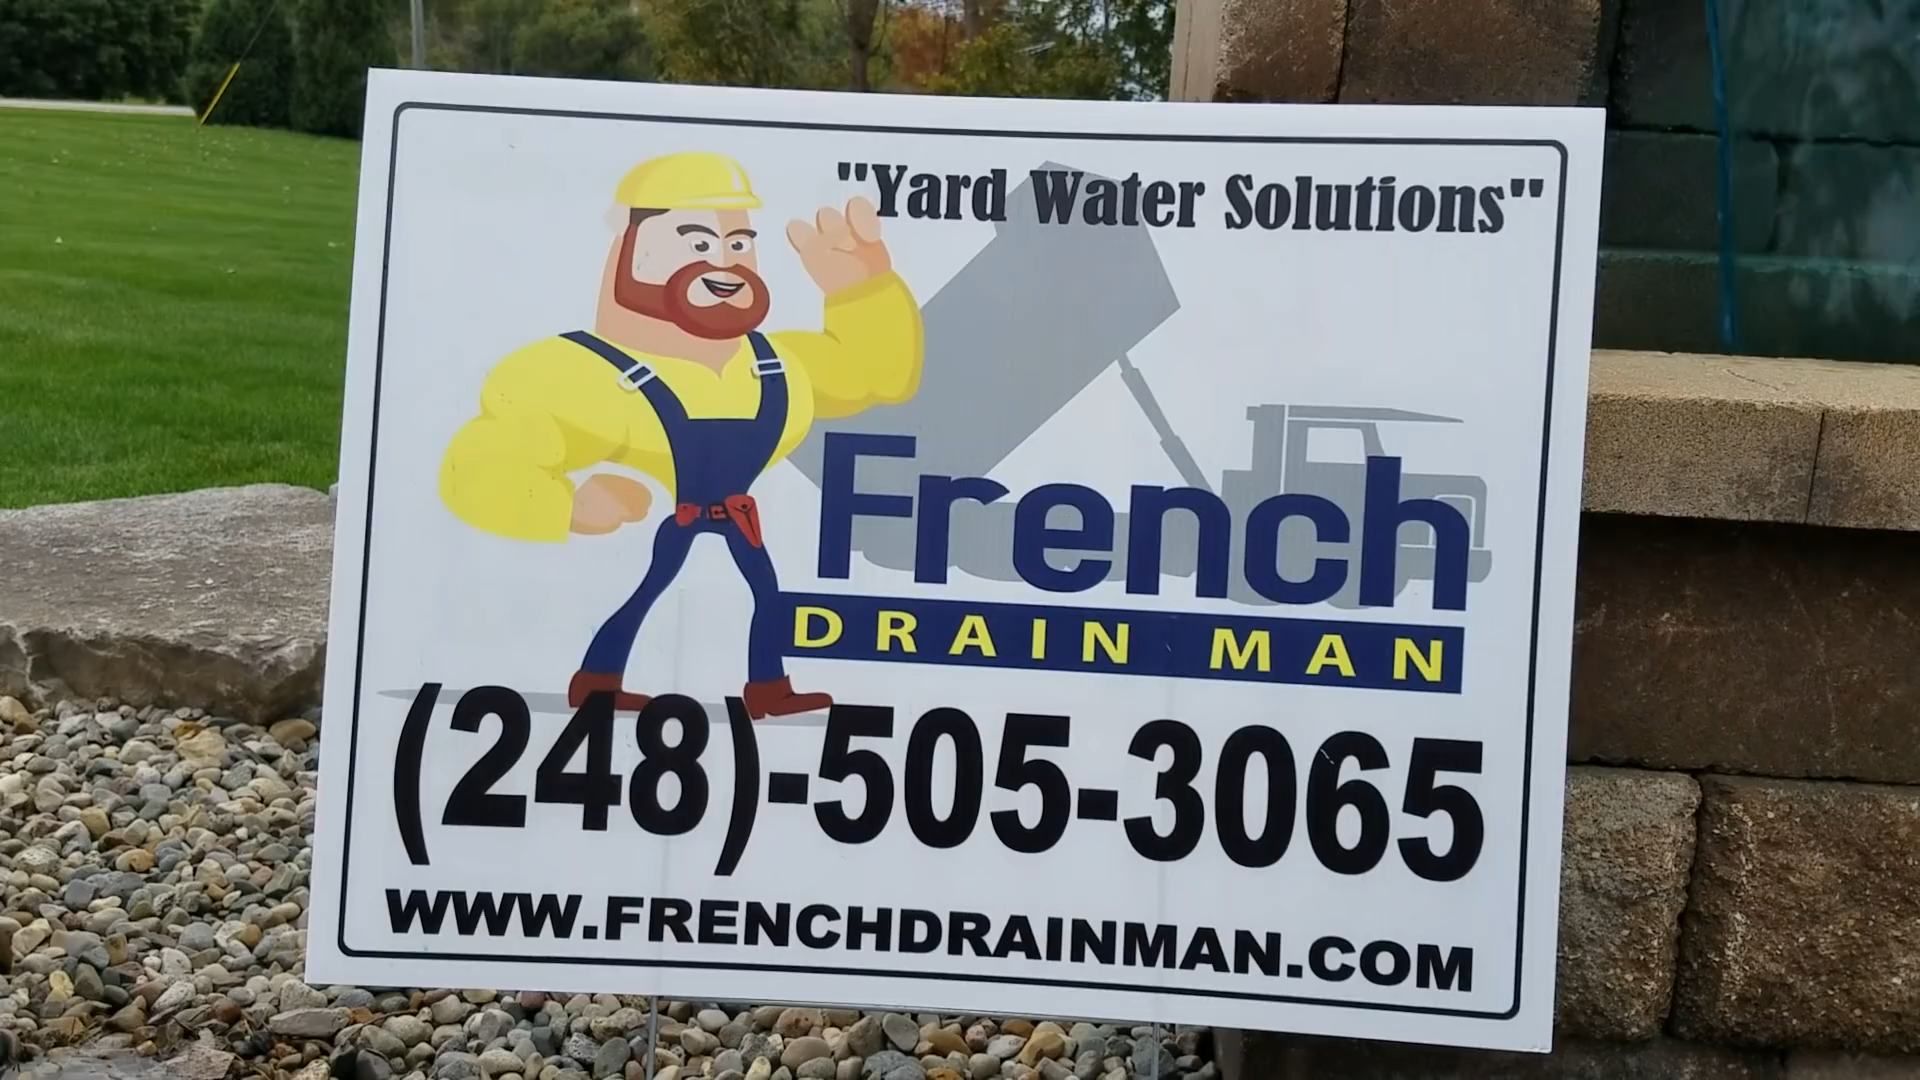 "Yard Water Solutions"
French
DRAIN MAN
(248)-505-3065
WWW.FRENCHDRAINMAN.COM